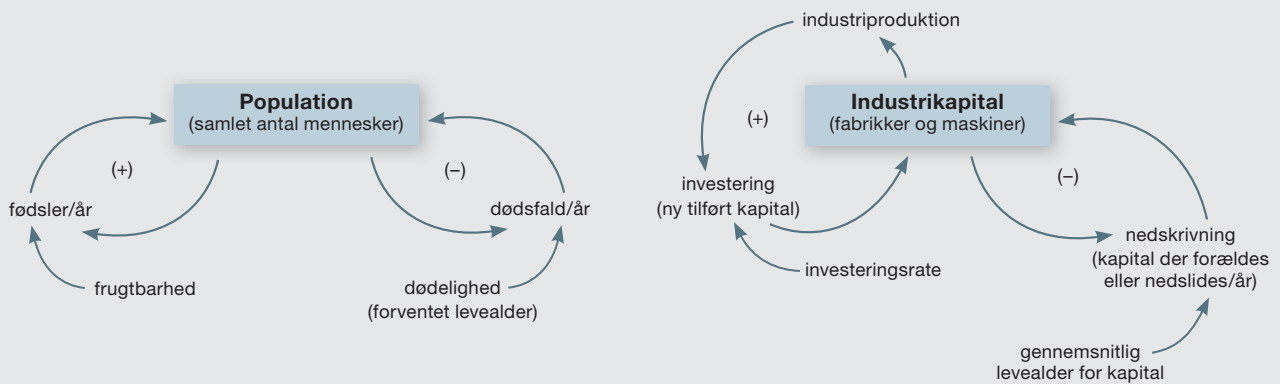 Population
(samlet antal mennesker)
(+)
(–)
fødsler/år
dødsfald/år
frugtbarhed
dødelighed
(forventet levealder)
industriproduktion
Industrikapital
(fabrikker og maskiner)
(+)
(–)
investering
(ny tilført kapital)
nedskrivning
(kapital der forældes
eller nedslides/år)
investeringsrate
gennemsnitlig
levealder for kapital